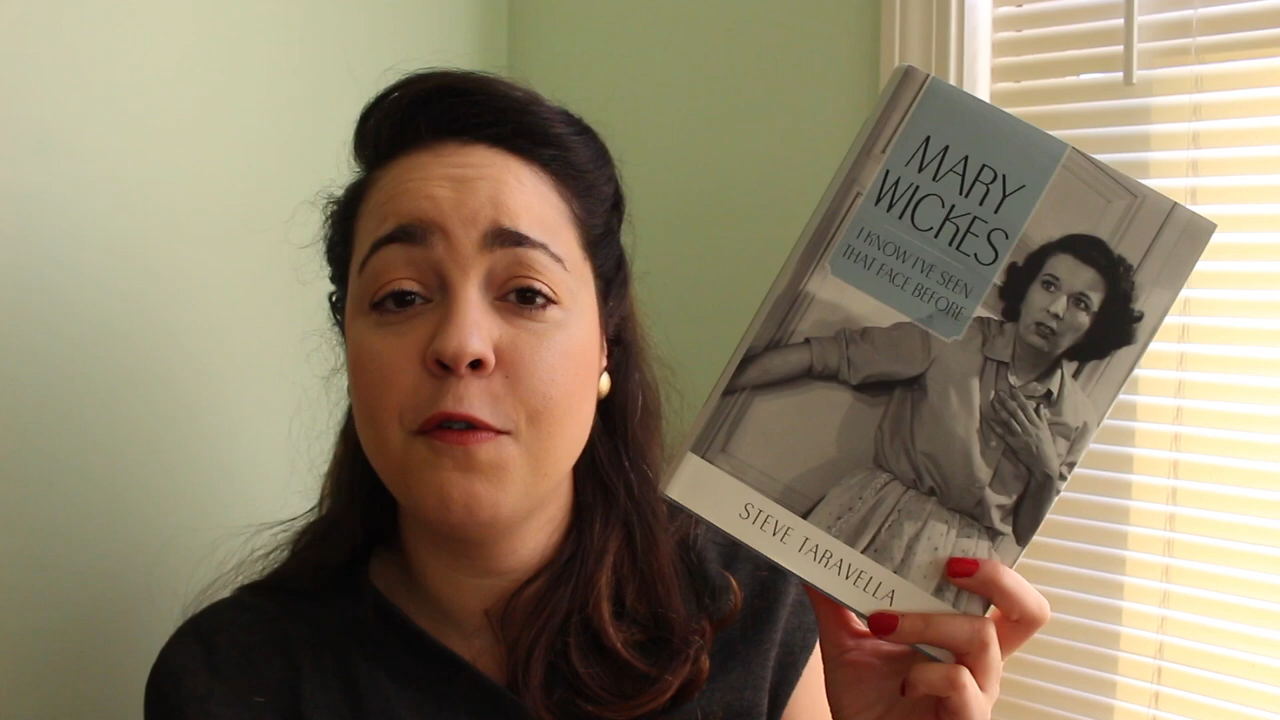 MARY
WICKES
I KNOW I'VE SEEN
THAT FACE BEFORE
STEVE TARAVELLA